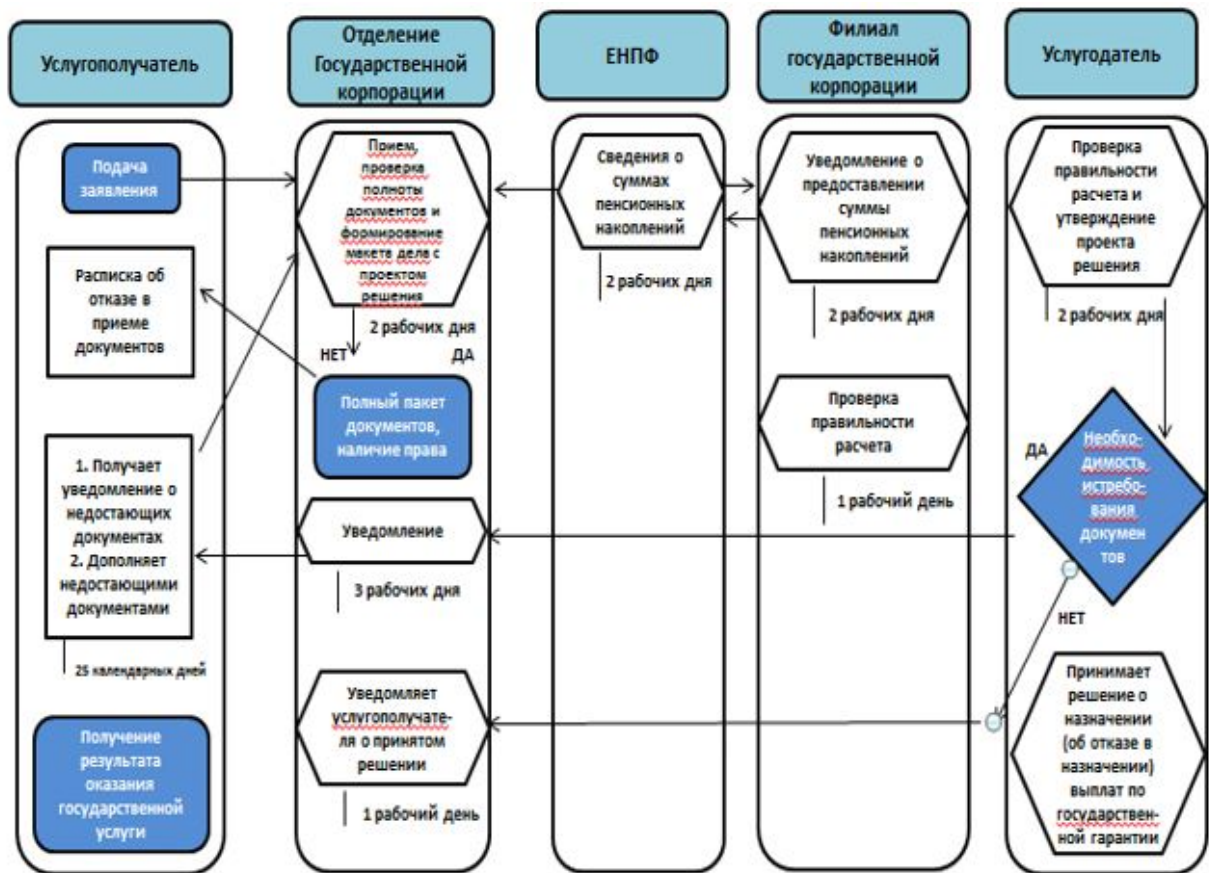 Услугополучатель
Отделение
Государственной
корпорации
ЕНПФ
Филиал
государственной
корпорации
Услугодатель
Подача
заявления
Расписка об
отказе в
приеме
документов
1. Получает
уведомление о
недостающих
документах
2. Дополняет
недостающими
документами
25 календарных дней
Получение
результата
оказания
государственной
услуги
Прием,
проверка
полноты
документов и
формирование
макета дела с
проектом
решения
2 рабочих дня
НЕТ
ДА
Полный пакет
документов,
наличие права
Уведомление
3 рабочих дня
Уведомляет
услугополучате-
ля о принятом
решении
1 рабочий день
Сведения о
суммах
пенсионных
накоплений
2 рабочих дня
Уведомление о
предоставлении
суммы
пенсионных
накоплений
2 рабочих дня
Проверка
правильности
расчета
1 рабочий день
Проверка
правильности
расчета и
утверждение
проекта
решения
2 рабочих дня
ДА
Необхо-
димость
истребо-
вания
докумен
тов
НЕТ
Принимает
решение о
назначении
(об отказе в
назначении)
выплат по
государствен-
ной гарантии